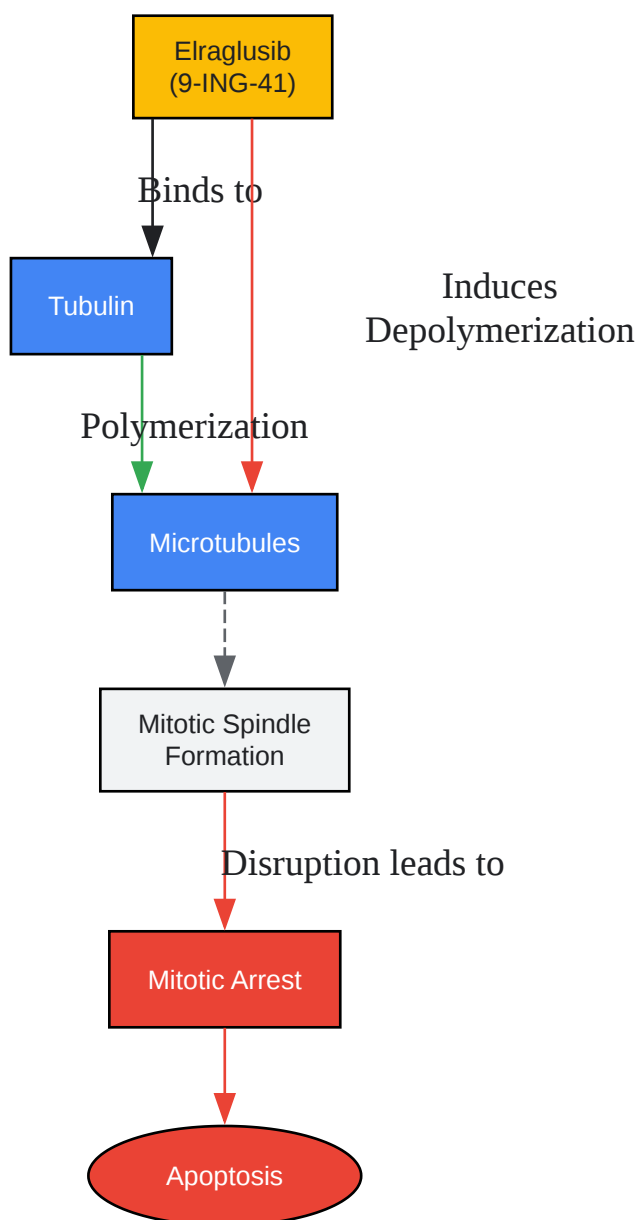 Elraglusib
(9-ING-41)
Binds to
Tubulin
Induces
Depolymerization
Polymerization
Microtubules
Mitotic Spindle
Formation
Disruption leads to
Mitotic Arrest
Apoptosis